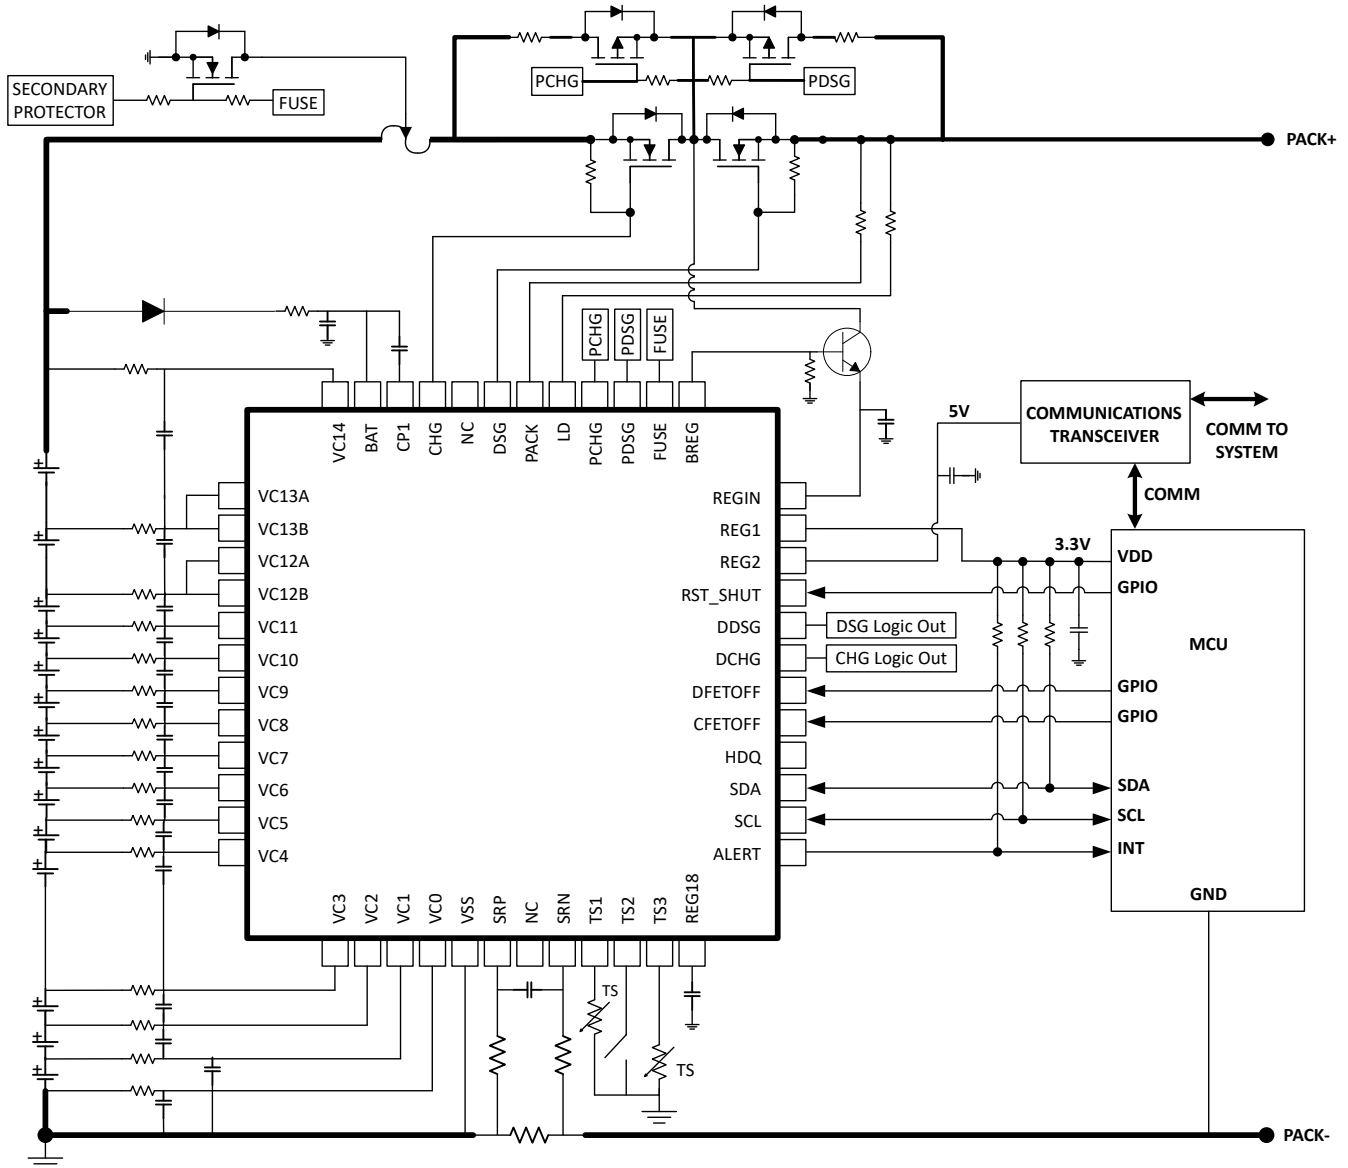 SECONDARY
PROTECTOR
FUSE
PCHG
PDSG
PACK+
PCHG
PDSG
FUSE
VC14
BAT
CP1
CHG
NC
DSG
PACK
LD
PCHG
PDSG
FUSE
BREG
5V
COMMUNICATIONS
TRANSCEIVER
COMM TO
SYSTEM
COMM
VC13A
VC13B
VC12A
VC12B
VC11
VC10
VC9
VC8
VC7
VC6
VC5
VC4
REGIN
REG1
REG2
RST_SHUT
DDSG
DCHG
DFETOFF
CFETOFF
HDQ
SDA
SCL
ALERT
DSG Logic Out
CHG Logic Out
3.3V
VDD
GPIO
MCU
GPIO
GPIO
SDA
SCL
INT
GND
VC3
VC2
VC1
VC0
VSS
SRP
NC
SRN
TS1
TS2
TS3
REG18
TS
TS
PACK-
+
+
+
+
+
+
+
+
+
+
+
+
+
+